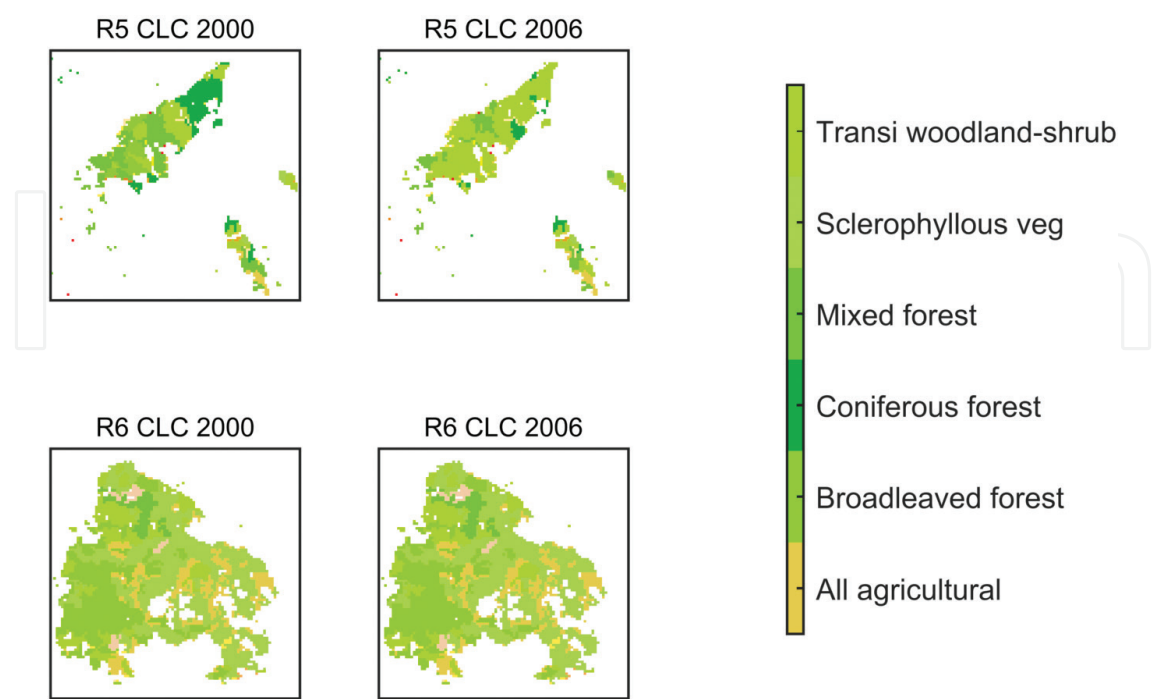 R5 CLC 2000
R5 CLC 2006
Transi woodland-shrub
Sclerophyllous veg
Mixed forest
Coniferous forest
Broadleaved forest
All agricultural
R6 CLC 2000
R6 CLC 2006